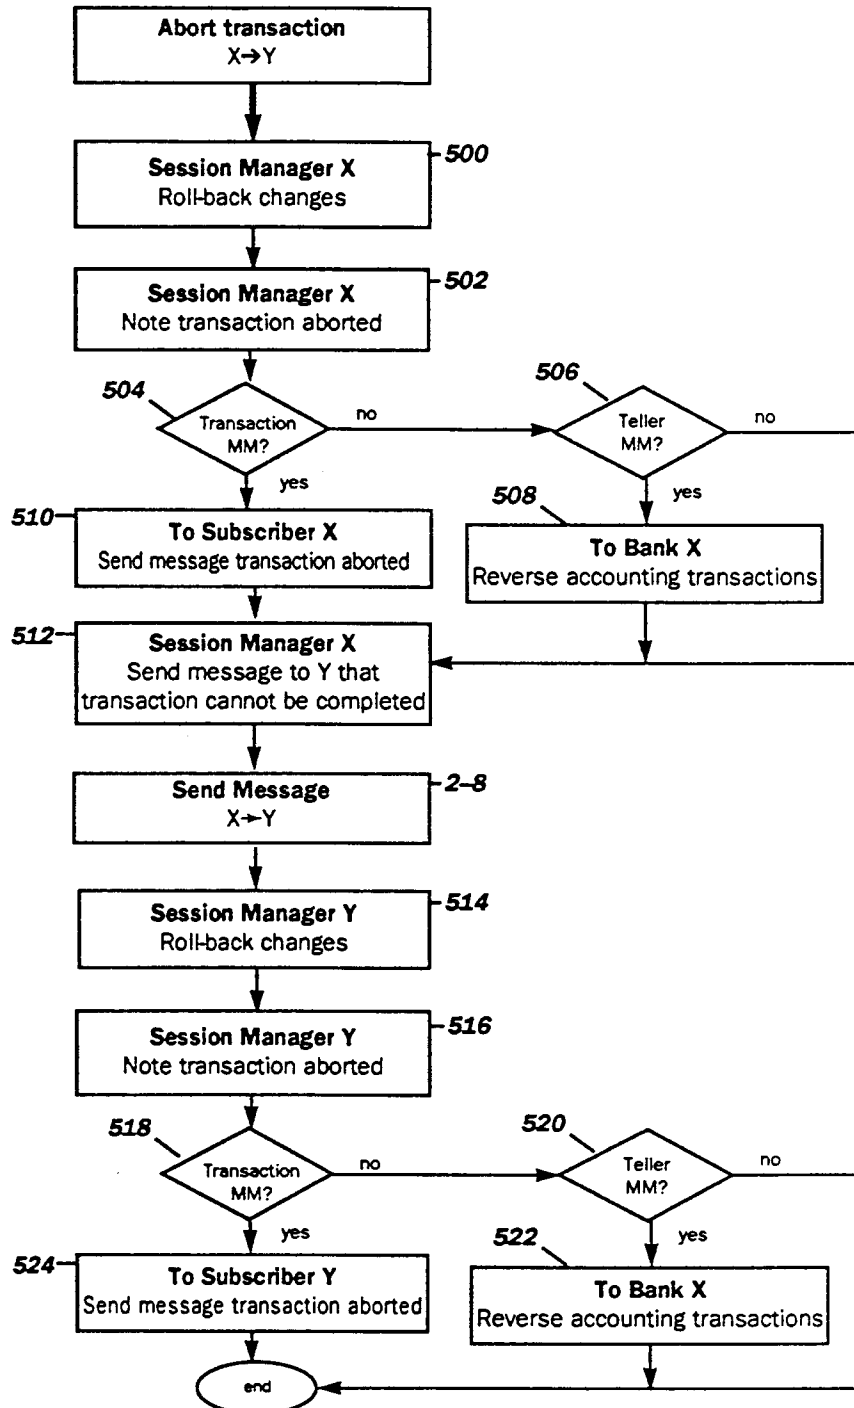 Abort transaction
X→Y
500
Session Manager X
Roll-back changes
502
Session Manager X
Note transaction aborted
504
Transaction
MM?
no
yes
506
Teller
MM?
no
yes
508
To Bank X
Reverse accounting transactions
510
To Subscriber X
Send message transaction aborted
512
Session Manager X
Send message to Y that
transaction cannot be completed
Send Message
X→Y
2–8
514
Session Manager Y
Roll-back changes
516
Session Manager Y
Note transaction aborted
518
Transaction
MM?
no
yes
520
Teller
MM?
no
yes
522
To Bank X
Reverse accounting transactions
524
To Subscriber Y
Send message transaction aborted
end